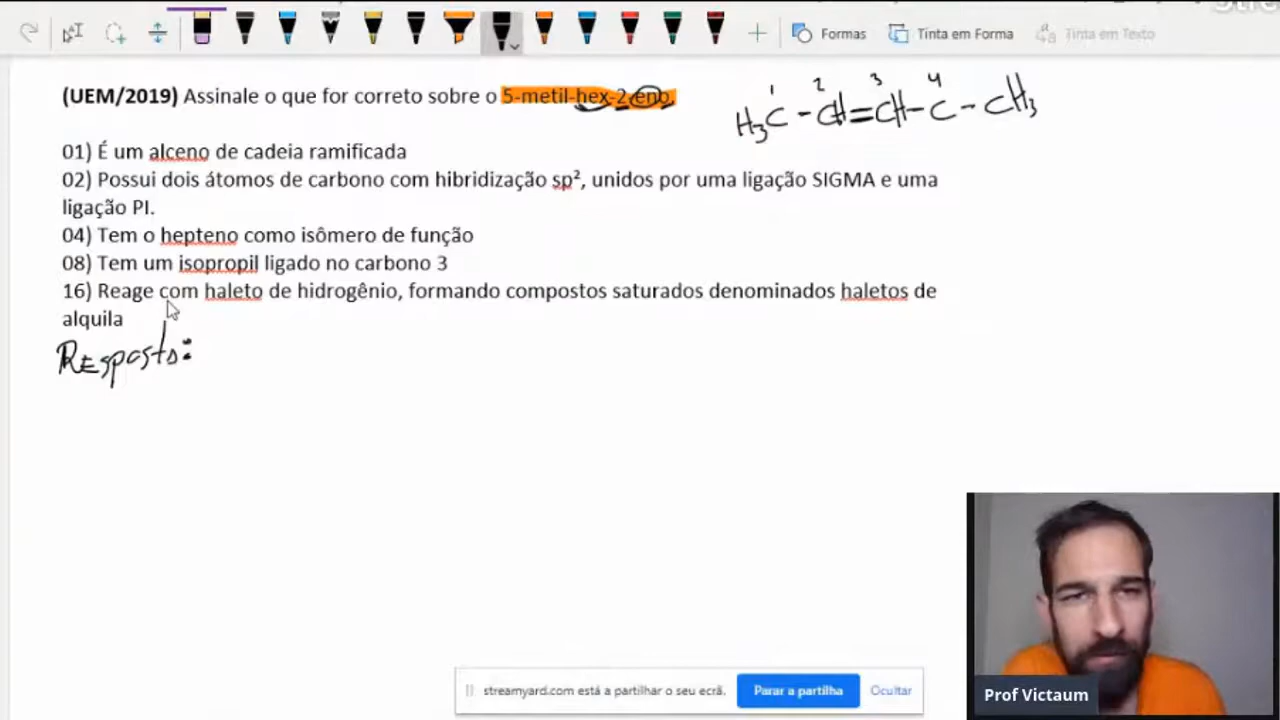 Formas
Tinta em Forma
Tinta em Texto
(UEM/2019) Assinale o que for correto sobre o 5-metil-hex-2-eno.
1 2 3 4
H₃C - CH = CH - C - CH₃
01) É um alceno de cadeia ramificada
02) Possui dois átomos de carbono com hibridização sp², unidos por uma ligação SIGMA e uma
ligação PI.
04) Tem o hepteno como isômero de função
08) Tem um isopropil ligado no carbono 3
16) Reage com haleto de hidrogênio, formando compostos saturados denominados haletos de
alquila
Resposta:
streamyard.com está a partilhar o seu ecrã.
Parar a partilha
Ocultar
Prof Victaum